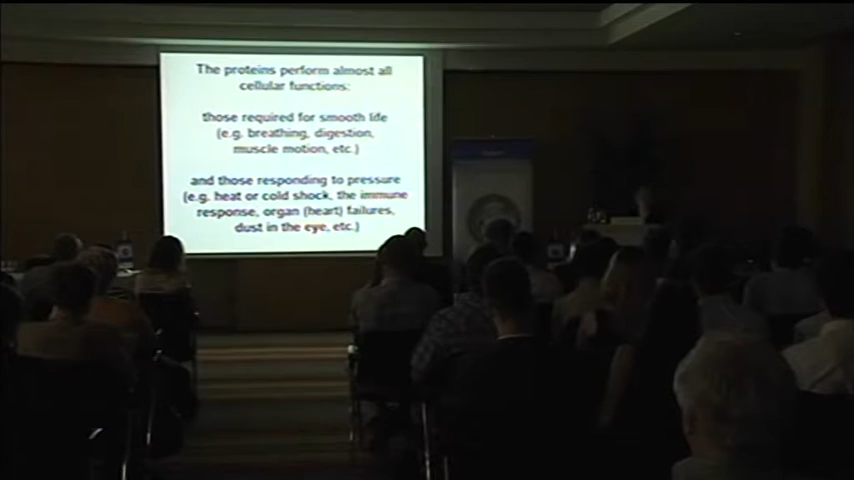 The proteins perform almost all
cellular functions:
those required for smooth life
(e.g. breathing, digestion,
muscle motion, etc.)
and those responding to pressure
(e.g. heat or cold shock, the immune
response, organ (heart) failures,
dust in the eye, etc.)